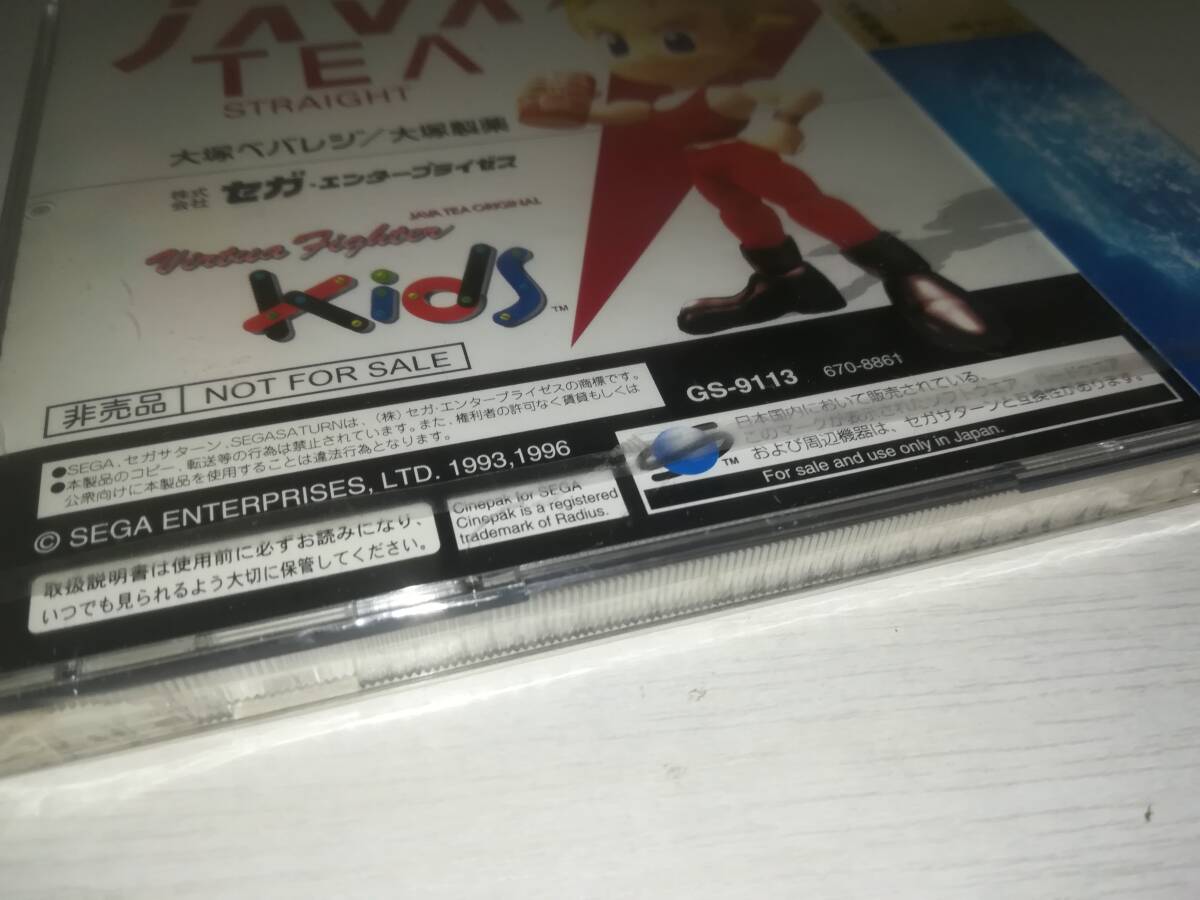 JAVA
TEA
STRAIGHT
大塚ベバレジ/大塚製薬
株式会社 セガ・エンタープライゼス
JAVA TEA ORIGINAL
Virtua Fighter
Kids™
非売品 NOT FOR SALE
●SEGA、セガサターン、SEGASATURNは、(株)セガ・エンタープライゼスの商標です。
●本製品のコピー、転送等の行為は禁止されています。また、権利者の許可なく賃貸もしくは
公衆向けに本製品を使用することは違法行為となります。
© SEGA ENTERPRISES, LTD. 1993,1996
取扱説明書は使用前に必ずお読みになり、
いつでも見られるよう大切に保管してください。
Cinepak for SEGA
Cinepak is a registered
trademark of Radius.
GS-9113 670-8861
TM
日本国内において販売されている、
このマークが表示された
および周辺機器は、セガサターンと互換性があります。
For sale and use only in Japan.